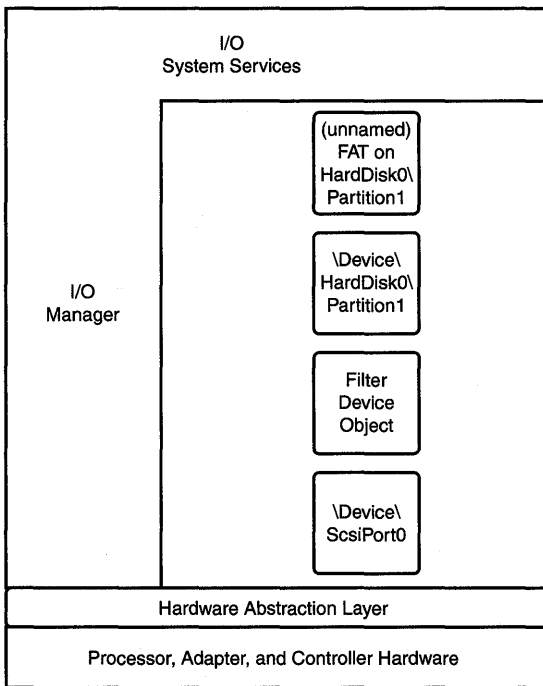 I/O
System Services
(unnamed)
FAT on
HardDisk0\
Partition1
\Device\
HardDisk0\
Partition1
I/O
Manager
Filter
Device
Object
\Device\
ScsiPort0
Hardware Abstraction Layer
Processor, Adapter, and Controller Hardware